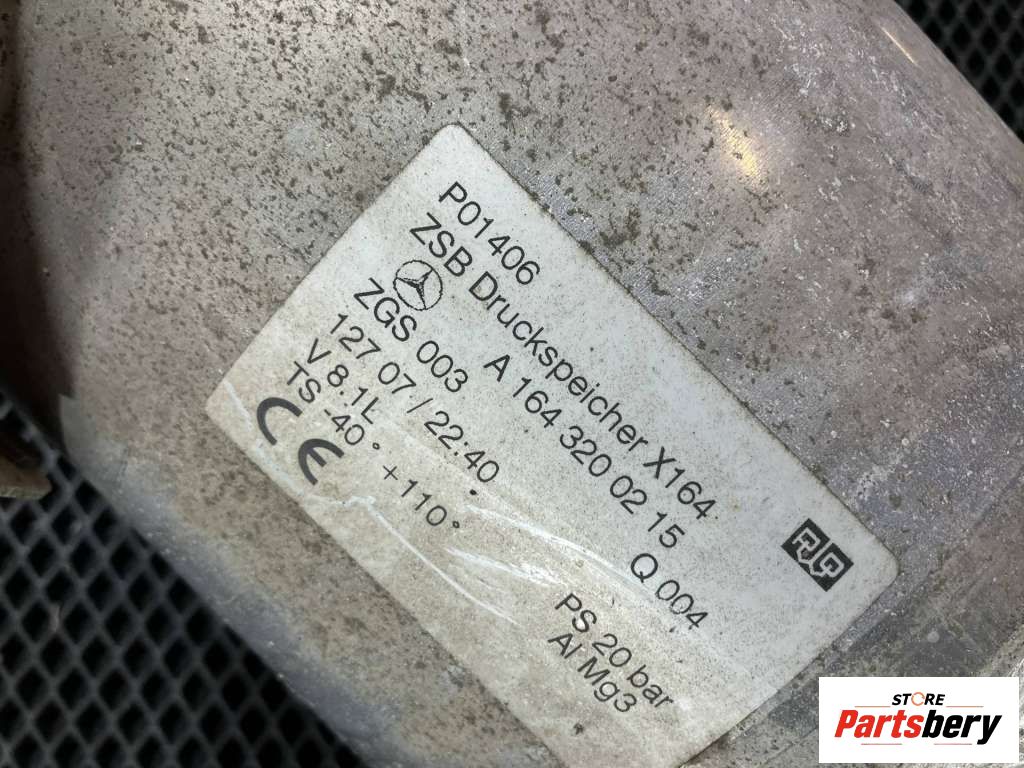 P01406
ZSB Druckspeicher X164
A 164 320 02 15
ZGS 003 Q 004
127 07 / 22:40
V 8.1L PS 20 bar
TS -40° +110° Al Mg3
CE
STORE
Partsbery